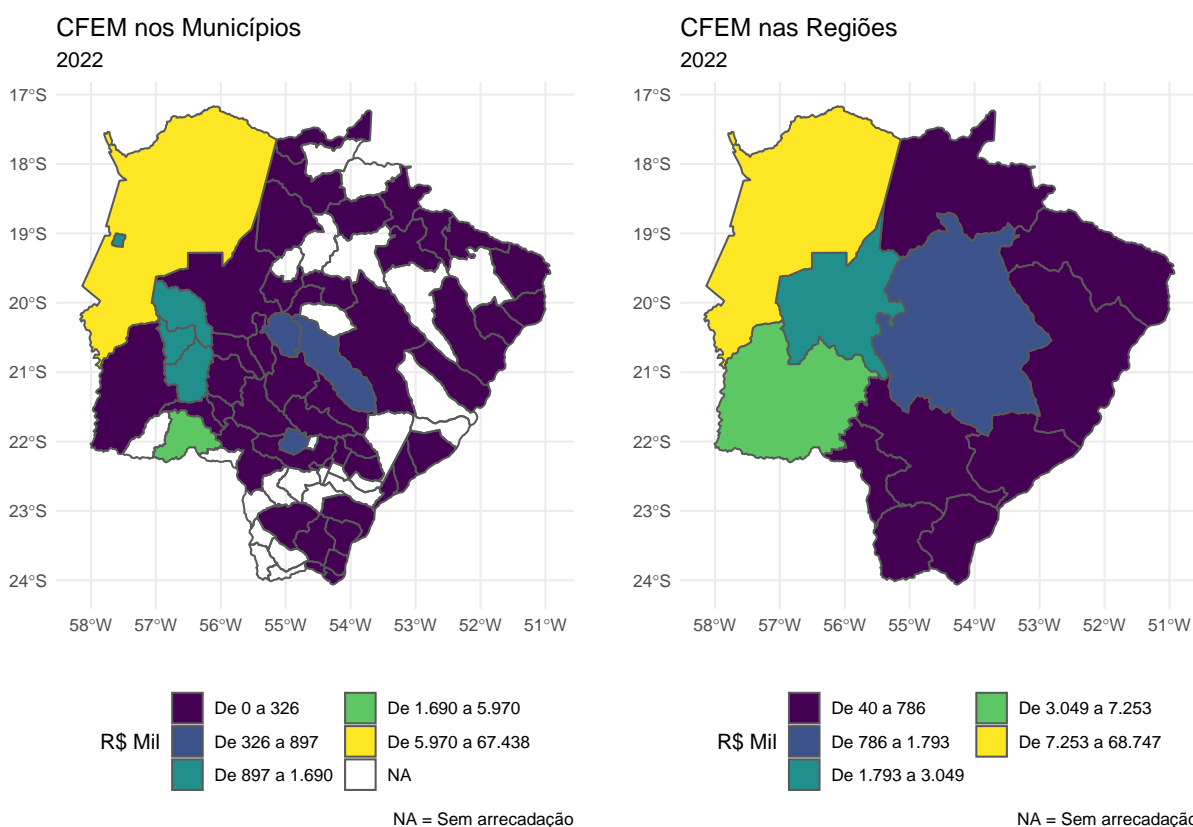 CFEM nos Municípios
2022
17°S
18°S
19°S
20°S
21°S
22°S
23°S
24°S
58°W 57°W 56°W 55°W 54°W 53°W 52°W 51°W
R$ Mil
De 0 a 326
De 326 a 897
De 897 a 1.690
De 1.690 a 5.970
De 5.970 a 67.438
NA
NA = Sem arrecadação
CFEM nas Regiões
2022
17°S
18°S
19°S
20°S
21°S
22°S
23°S
24°S
58°W 57°W 56°W 55°W 54°W 53°W 52°W 51°W
R$ Mil
De 40 a 786
De 786 a 1.793
De 1.793 a 3.049
De 3.049 a 7.253
De 7.253 a 68.747
NA = Sem arrecadação